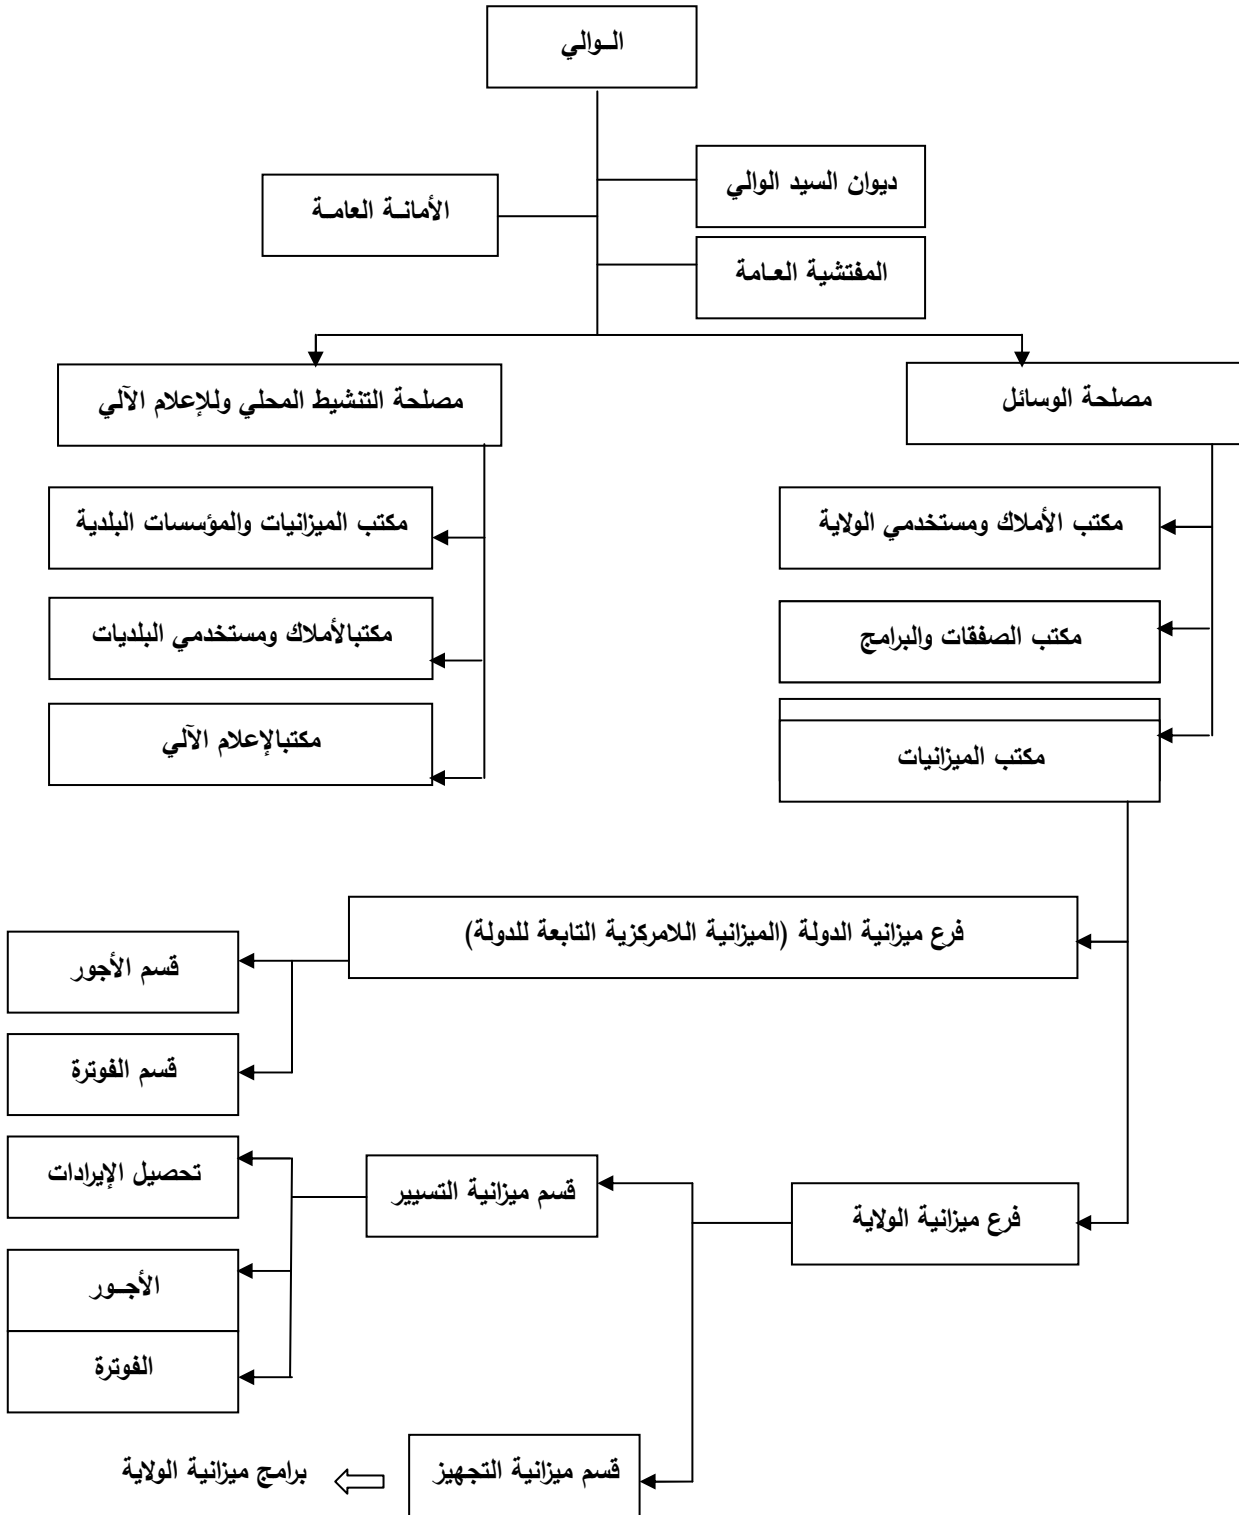 الـوالي
ديوان السيد الوالي
الأمانـة العامـة
المفتشية العـامة
مصلحة الوسائل
مصلحة التنشيط المحلي وللإعلام الآلي
مكتب الأملاك ومستخدمي الولاية
مكتب الميزانيات والمؤسسات البلدية
مكتب الصفقات والبرامج
مكتبالأملاك ومستخدمي البلديات
مكتب الميزانيات
مكتبالإعلام الآلي
فرع ميزانية الدولة (الميزانية اللامركزية التابعة للدولة)
قسم الأجور
قسم الفوترة
فرع ميزانية الولاية
قسم ميزانية التسيير
تحصيل الإيرادات
الأجـور
الفوترة
قسم ميزانية التجهيز
برامج ميزانية الولاية